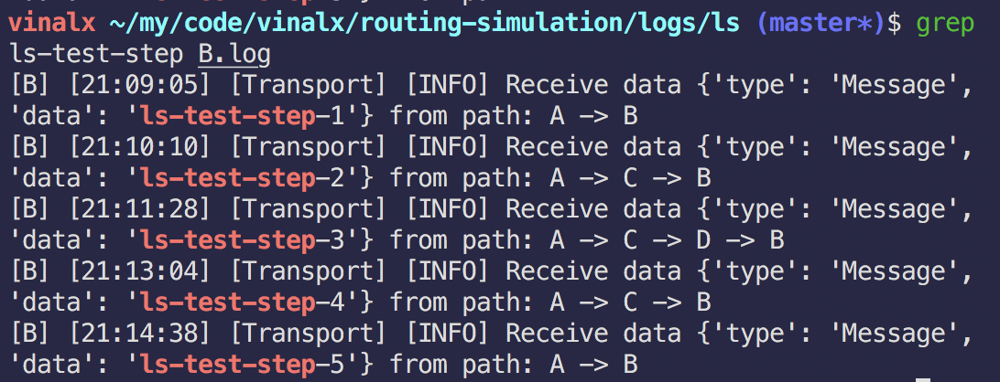 vinalx ~/my/code/vinalx/routing-simulation/logs/ls (master*)$ grep
ls-test-step B.log
[B] [21:09:05] [Transport] [INFO] Receive data {'type': 'Message',
'data': 'ls-test-step-1'} from path: A -> B
[B] [21:10:10] [Transport] [INFO] Receive data {'type': 'Message',
'data': 'ls-test-step-2'} from path: A -> C -> B
[B] [21:11:28] [Transport] [INFO] Receive data {'type': 'Message',
'data': 'ls-test-step-3'} from path: A -> C -> D -> B
[B] [21:13:04] [Transport] [INFO] Receive data {'type': 'Message',
'data': 'ls-test-step-4'} from path: A -> C -> B
[B] [21:14:38] [Transport] [INFO] Receive data {'type': 'Message',
'data': 'ls-test-step-5'} from path: A -> B